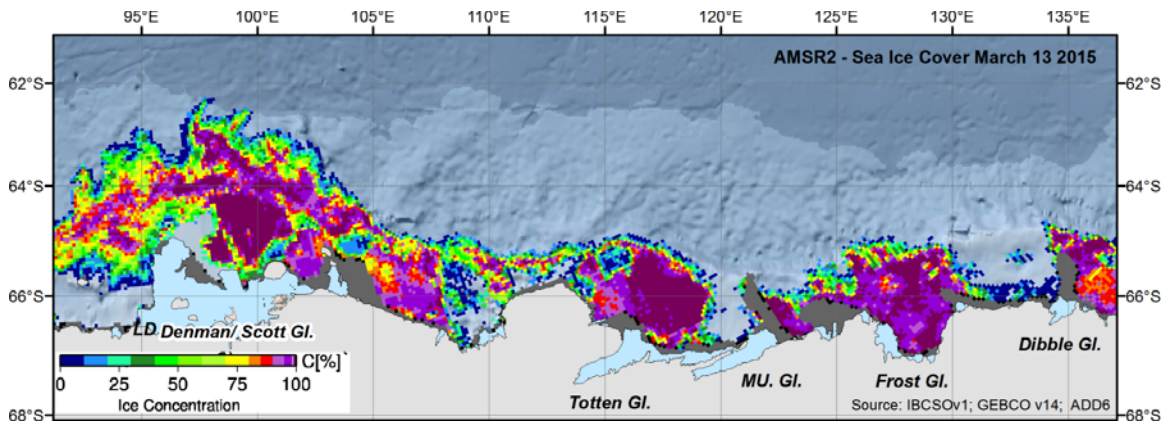 95°E 100°E 105°E 110°E 115°E 120°E 125°E 130°E 135°E
AMSR2 - Sea Ice Cover March 13 2015
62°S 62°S
64°S 64°S
66°S 66°S
LD Denman/ Scott Gl.
Dibble Gl.
C[%]
0 25 50 75 100
MU. Gl. Frost Gl.
Ice Concentration
Totten Gl.
Source: IBCSOv1; GEBCO v14; ADD6
68°S 68°S